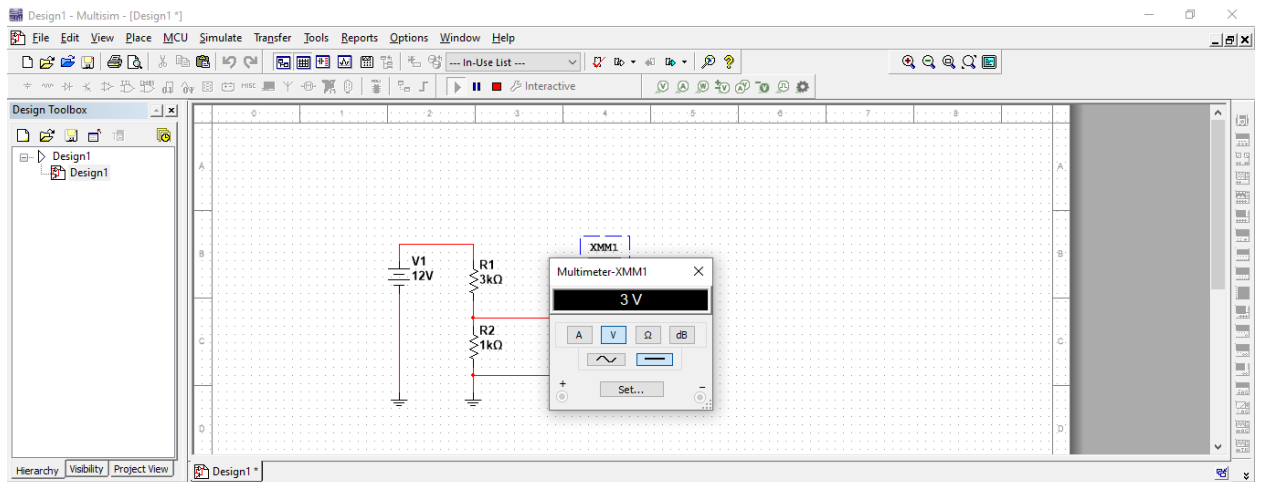 Design1 - Multisim - [Design1 *]
File Edit View Place MCU Simulate Transfer Tools Reports Options Window Help
--- In-Use List ---
Interactive
Design Toolbox
Design1
Design1
Hierarchy Visibility Project View
0 1 2 3 4 5 6 7 8
A A
B B
C C
D D
V1
12V
R1
3kΩ
R2
1kΩ
XMM1
Multimeter-XMM1
3 V
A V Ω dB
+ Set... -
Design1 *